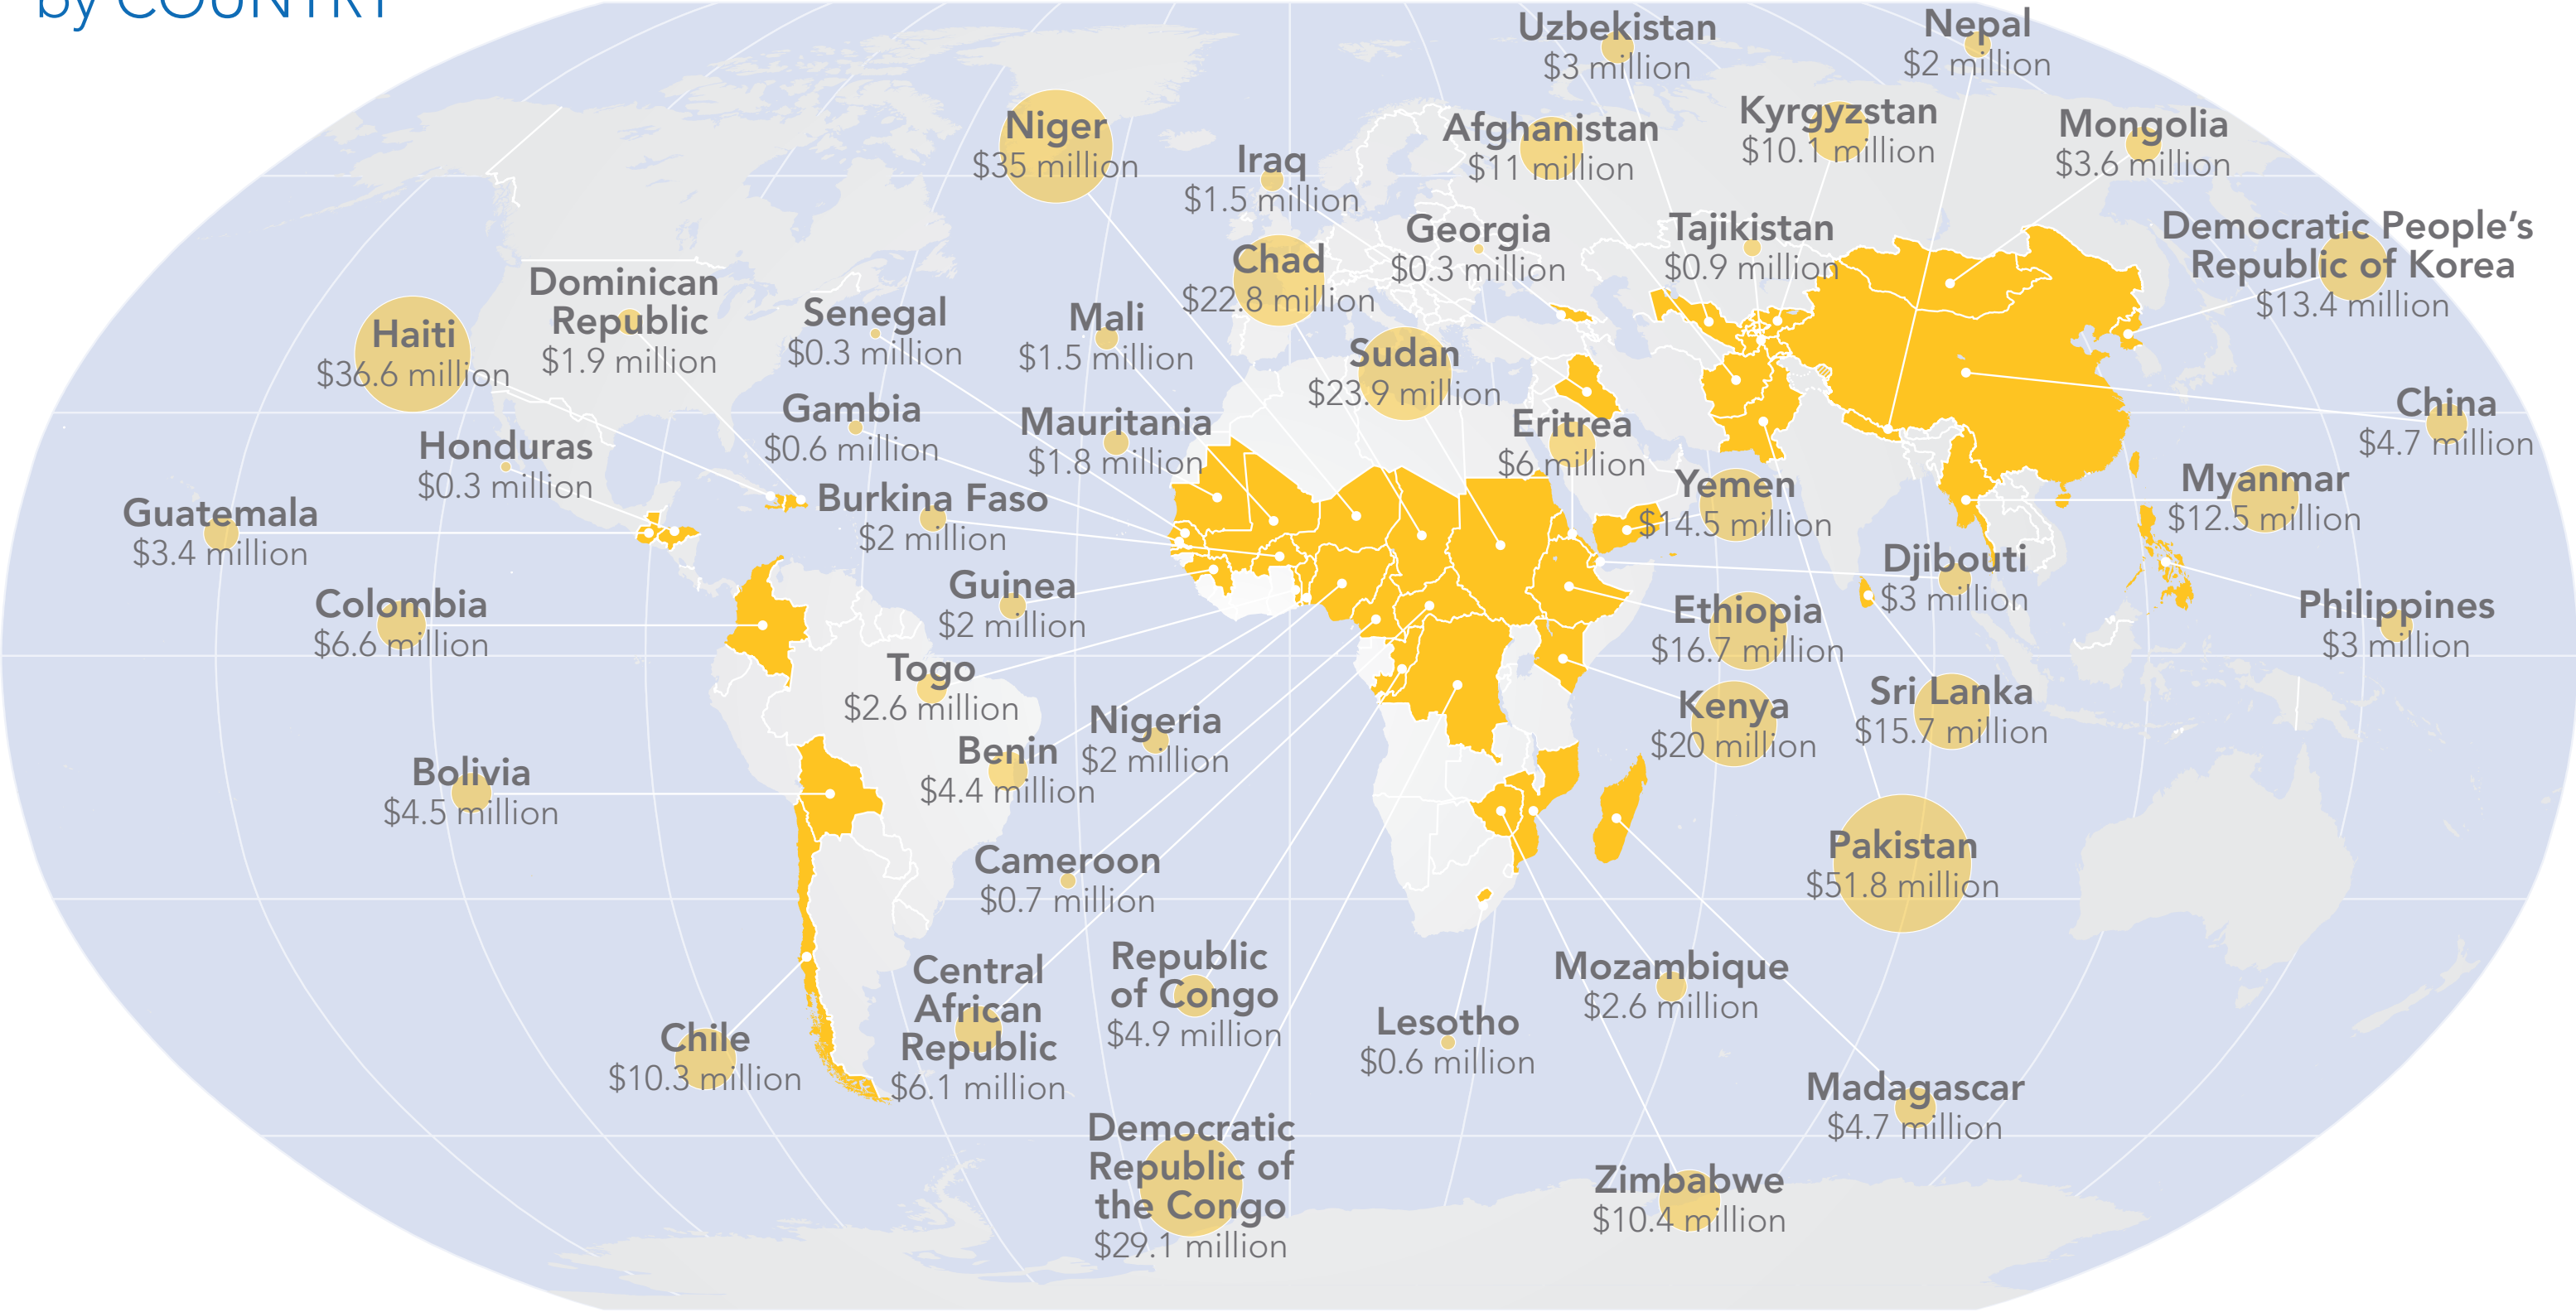 by COUNTRY
Uzbekistan
$3 million
Nepal
$2 million
Niger
$35 million
Iraq
$1.5 million
Afghanistan
$11 million
Kyrgyzstan
$10.1 million
Mongolia
$3.6 million
Georgia
$0.3 million
Tajikistan
$0.9 million
Democratic People’s
Republic of Korea
$13.4 million
Chad
$22.8 million
Dominican
Republic
$1.9 million
Haiti
$36.6 million
Senegal
$0.3 million
Mali
$1.5 million
Sudan
$23.9 million
Honduras
$0.3 million
Gambia
$0.6 million
Mauritania
$1.8 million
Eritrea
$6 million
China
$4.7 million
Guatemala
$3.4 million
Burkina Faso
$2 million
Yemen
$14.5 million
Myanmar
$12.5 million
Colombia
$6.6 million
Guinea
$2 million
Djibouti
$3 million
Ethiopia
$16.7 million
Philippines
$3 million
Togo
$2.6 million
Nigeria
$2 million
Kenya
$20 million
Sri Lanka
$15.7 million
Bolivia
$4.5 million
Benin
$4.4 million
Pakistan
$51.8 million
Cameroon
$0.7 million
Chile
$10.3 million
Central
African
Republic
$6.1 million
Republic
of Congo
$4.9 million
Lesotho
$0.6 million
Mozambique
$2.6 million
Madagascar
$4.7 million
Democratic
Republic of
the Congo
$29.1 million
Zimbabwe
$10.4 million